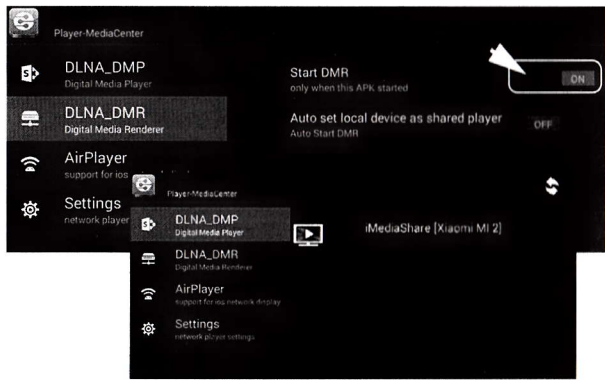 Player-MediaCenter
DLNA_DMP
Digital Media Player
DLNA_DMR
Digital Media Renderer
AirPlayer
support for ios
Settings
network player
Start DMR
only when this APK started
ON
Auto set local device as shared player
Auto Start DMR
OFF
Player-MediaCenter
DLNA_DMP
Digital Media Player
DLNA_DMR
Digital Media Renderer
AirPlayer
support for ios network display
Settings
network player settings
iMediaShare [Xiaomi MI 2]